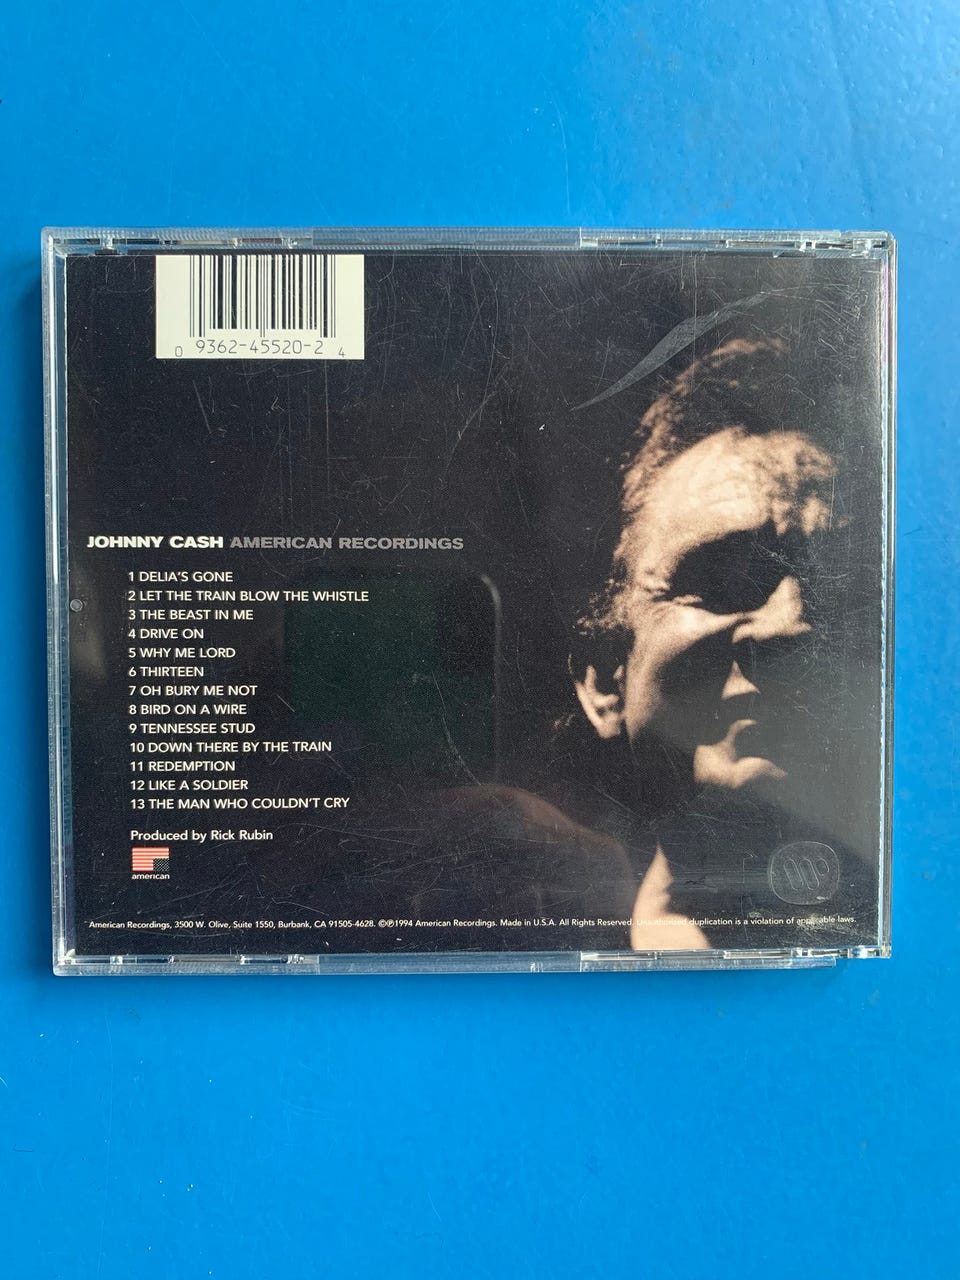 0 9362-45520-2 4
JOHNNY CASH AMERICAN RECORDINGS
1 DELIA'S GONE
2 LET THE TRAIN BLOW THE WHISTLE
3 THE BEAST IN ME
4 DRIVE ON
5 WHY ME LORD
6 THIRTEEN
7 OH BURY ME NOT
8 BIRD ON A WIRE
9 TENNESSEE STUD
10 DOWN THERE BY THE TRAIN
11 REDEMPTION
12 LIKE A SOLDIER
13 THE MAN WHO COULDN'T CRY
Produced by Rick Rubin
american
American Recordings, 3500 W. Olive, Suite 1550, Burbank, CA 91505-4628. ©℗1994 American Recordings. Made in U.S.A. All Rights Reserved. Unauthorized duplication is a violation of applicable laws.